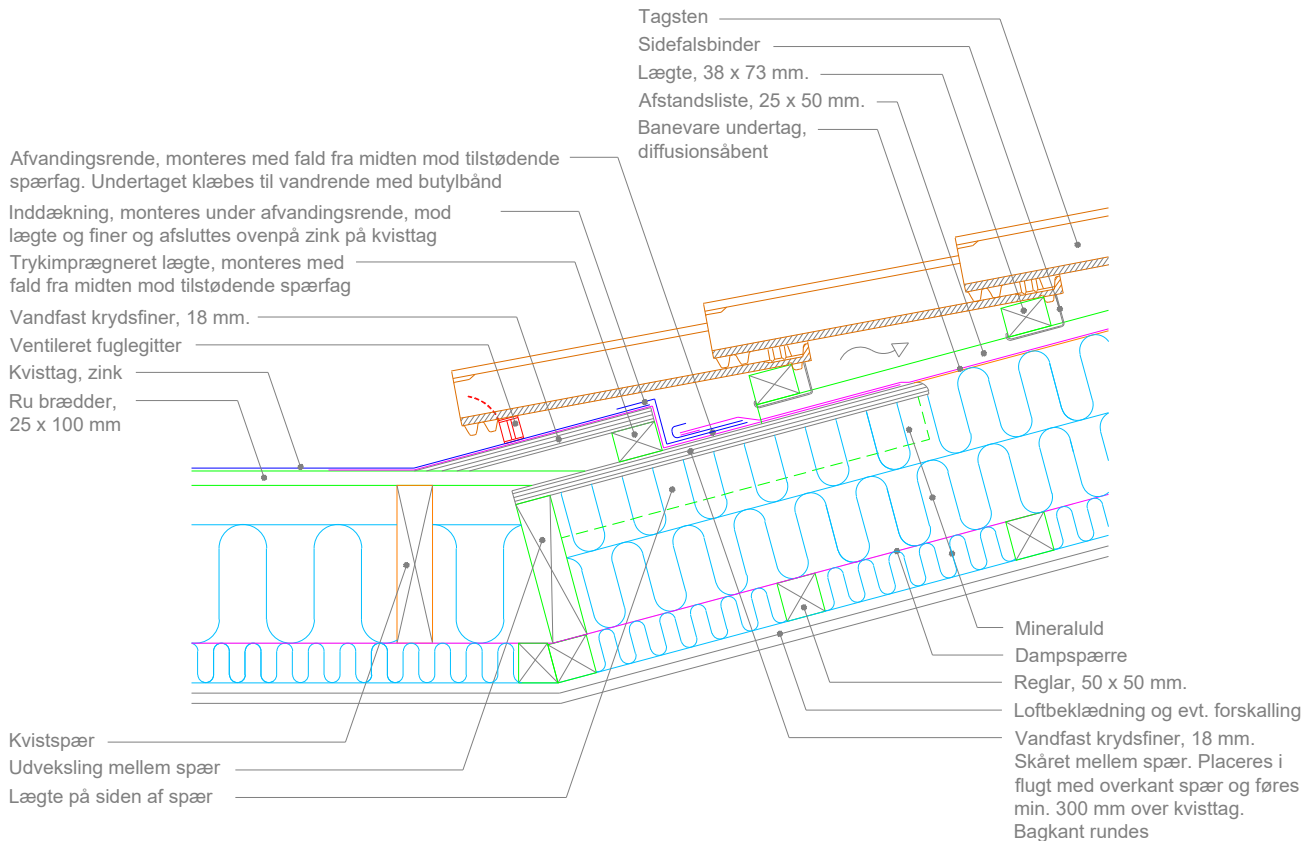 Tagsten
Sidefalsbinder
Lægte, 38 x 73 mm.
Afstandsliste, 25 x 50 mm.
Banevare undertag,
diffusionsåbent
Afvandingsrende, monteres med fald fra midten mod tilstødende
spærfag. Undertaget klæbes til vandrende med butylbånd
Inddækning, monteres under afvandingsrende, mod
lægte og finer og afsluttes ovenpå zink på kvisttag
Trykimprægneret lægte, monteres med
fald fra midten mod tilstødende spærfag
Vandfast krydsfiner, 18 mm.
Ventileret fuglegitter
Kvisttag, zink
Ru brædder,
25 x 100 mm
Kvistspær
Udveksling mellem spær
Lægte på siden af spær
Mineraluld
Dampspærre
Reglar, 50 x 50 mm.
Loftbeklædning og evt. forskalling
Vandfast krydsfiner, 18 mm.
Skåret mellem spær. Placeres i
flugt med overkant spær og føres
min. 300 mm over kvisttag.
Bagkant rundes